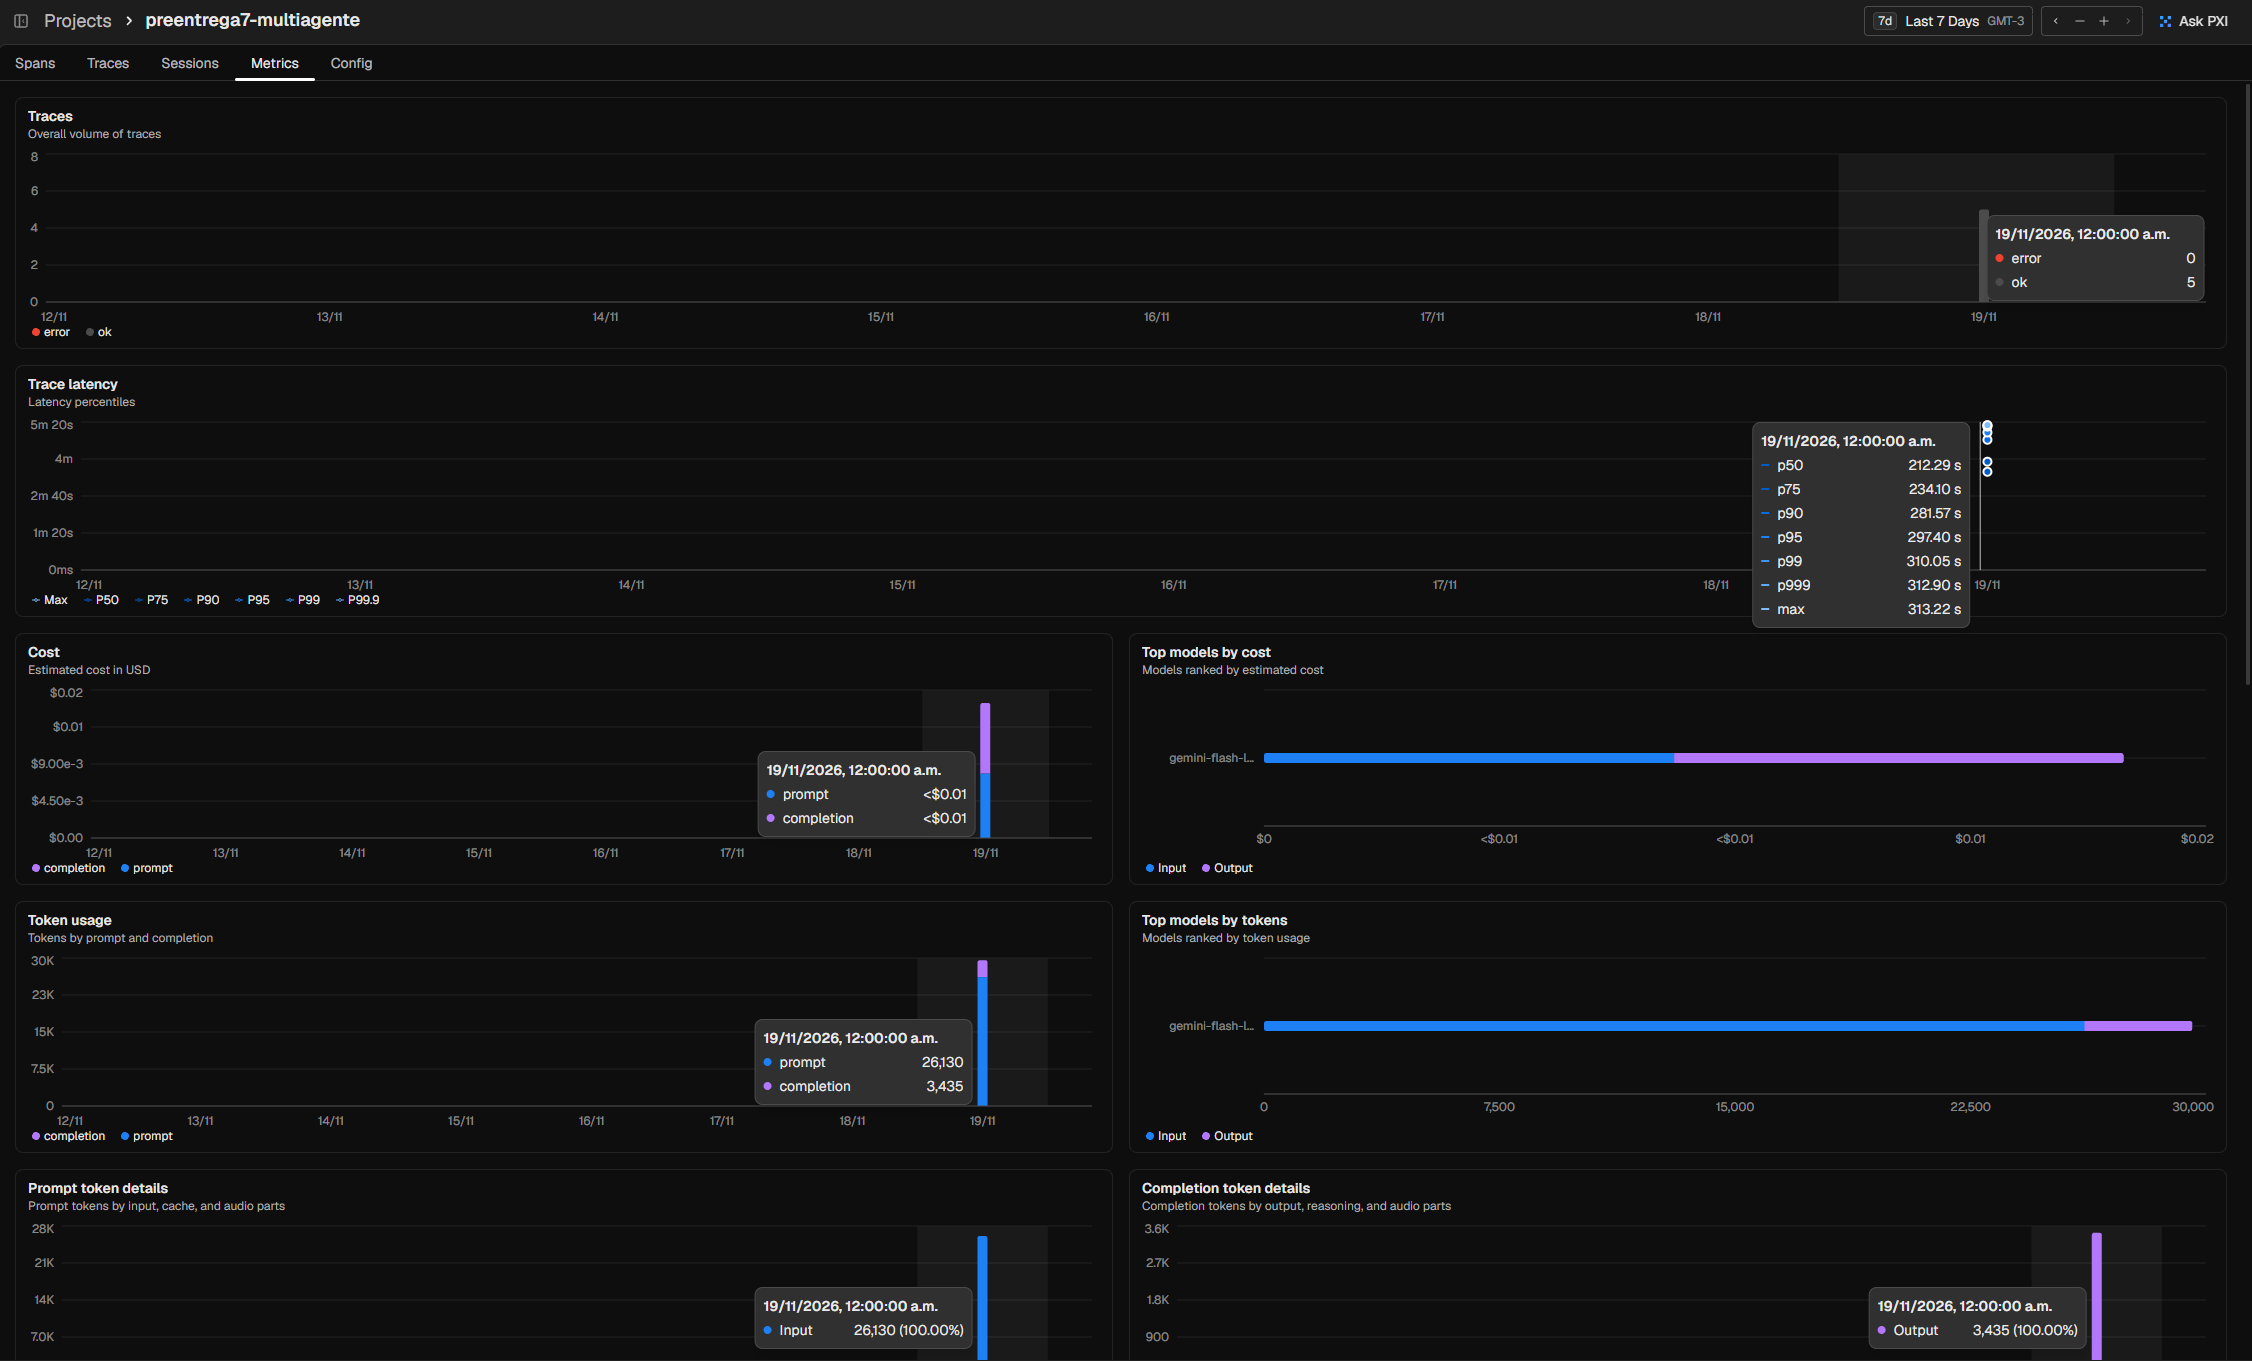 Projects > preentrega7-multiagente
7d Last 7 Days GMT-3
Ask PXI
Spans Traces Sessions Metrics Config
Traces
Overall volume of traces
8
6
4
2
0
12/11 13/11 14/11 15/11 16/11 17/11 18/11 19/11
error ok
19/11/2026, 12:00:00 a.m.
error 0
ok 5
Trace latency
Latency percentiles
5m 20s
4m
2m 40s
1m 20s
0ms
12/11 13/11 14/11 15/11 16/11 17/11 18/11 19/11
Max P50 P75 P90 P95 P99 P99.9
19/11/2026, 12:00:00 a.m.
p50 212.29 s
p75 234.10 s
p90 281.57 s
p95 297.40 s
p99 310.05 s
p999 312.90 s
max 313.22 s
Cost
Estimated cost in USD
$0.02
$0.01
$9.00e-3
$4.50e-3
$0.00
12/11 13/11 14/11 15/11 16/11 17/11 18/11 19/11
completion prompt
19/11/2026, 12:00:00 a.m.
prompt <$0.01
completion <$0.01
Top models by cost
Models ranked by estimated cost
gemini-flash-l...
$0 <$0.01 <$0.01 $0.01 $0.02
Input Output
Token usage
Tokens by prompt and completion
30K
23K
15K
7.5K
0
12/11 13/11 14/11 15/11 16/11 17/11 18/11 19/11
completion prompt
19/11/2026, 12:00:00 a.m.
prompt 26,130
completion 3,435
Top models by tokens
Models ranked by token usage
gemini-flash-l...
0 7,500 15,000 22,500 30,000
Input Output
Prompt token details
Prompt tokens by input, cache, and audio parts
28K
21K
14K
7.0K
19/11/2026, 12:00:00 a.m.
Input 26,130 (100.00%)
Completion token details
Completion tokens by output, reasoning, and audio parts
3.6K
2.7K
1.8K
900
19/11/2026, 12:00:00 a.m.
Output 3,435 (100.00%)